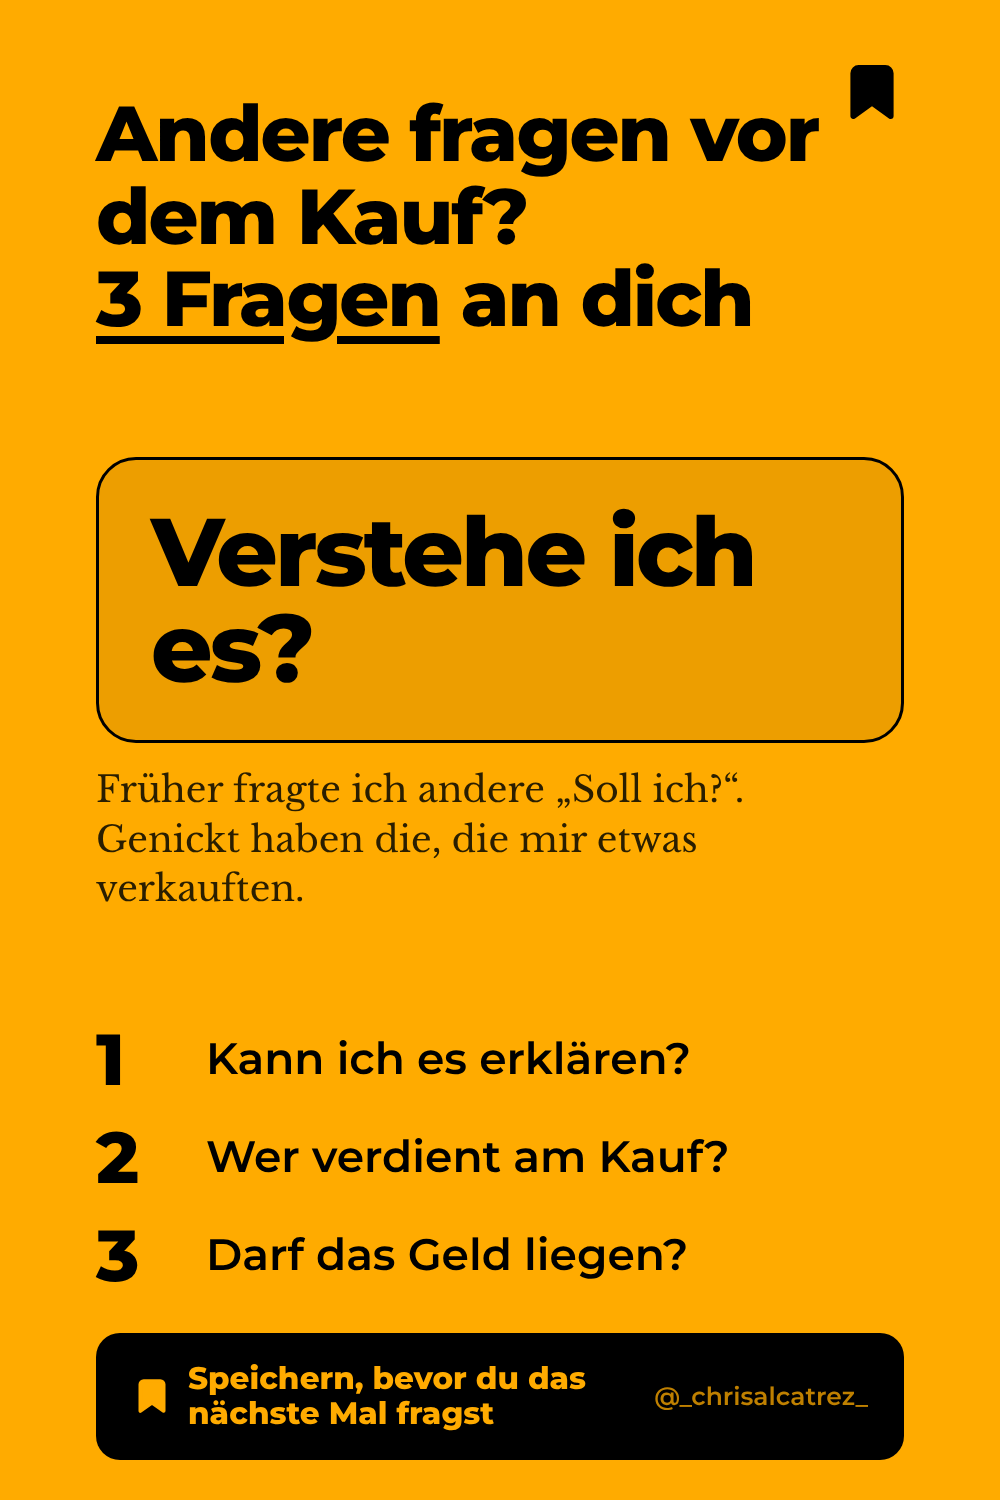 Andere fragen vor
dem Kauf?
3 Fragen an dich
Verstehe ich
es?
Früher fragte ich andere „Soll ich?“.
Genickt haben die, die mir etwas
verkauften.
1 Kann ich es erklären?
2 Wer verdient am Kauf?
3 Darf das Geld liegen?
Speichern, bevor du das
nächste Mal fragst
@_chrisalcatrez_